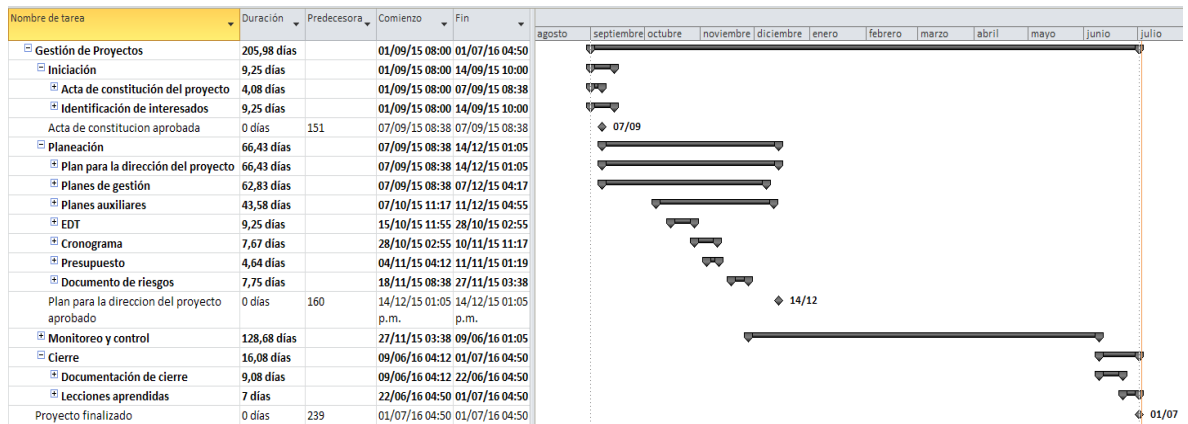 Nombre de tarea Duración Predecesora Comienzo Fin
agosto septiembre octubre noviembre diciembre enero febrero marzo abril mayo junio julio
Gestión de Proyectos 205,98 días 01/09/15 08:00 01/07/16 04:50
Iniciación 9,25 días 01/09/15 08:00 14/09/15 10:00
Acta de constitución del proyecto 4,08 días 01/09/15 08:00 07/09/15 08:38
Identificación de interesados 9,25 días 01/09/15 08:00 14/09/15 10:00
Acta de constitucion aprobada 0 días 151 07/09/15 08:38 07/09/15 08:38 07/09
Planeación 66,43 días 07/09/15 08:38 14/12/15 01:05
Plan para la dirección del proyecto 66,43 días 07/09/15 08:38 14/12/15 01:05
Planes de gestión 62,83 días 07/09/15 08:38 07/12/15 04:17
Planes auxiliares 43,58 días 07/10/15 11:17 11/12/15 04:55
EDT 9,25 días 15/10/15 11:55 28/10/15 02:55
Cronograma 7,67 días 28/10/15 02:55 10/11/15 11:17
Presupuesto 4,64 días 04/11/15 04:12 11/11/15 01:19
Documento de riesgos 7,75 días 18/11/15 08:38 27/11/15 03:38
Plan para la direccion del proyecto 0 días 160 14/12/15 01:05 14/12/15 01:05 14/12
aprobado p.m. p.m.
Monitoreo y control 128,68 días 27/11/15 03:38 09/06/16 01:05
Cierre 16,08 días 09/06/16 04:12 01/07/16 04:50
Documentación de cierre 9,08 días 09/06/16 04:12 22/06/16 04:50
Lecciones aprendidas 7 días 22/06/16 04:50 01/07/16 04:50
Proyecto finalizado 0 días 239 01/07/16 04:50 01/07/16 04:50 01/07